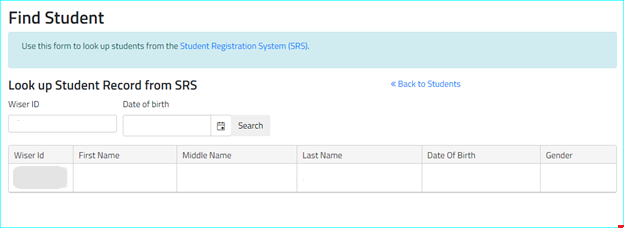 Find Student
Use this form to look up students from the Student Registration System (SRS).
Look up Student Record from SRS
« Back to Students
Wiser ID
Date of birth
Search
Wiser Id First Name Middle Name Last Name Date Of Birth Gender